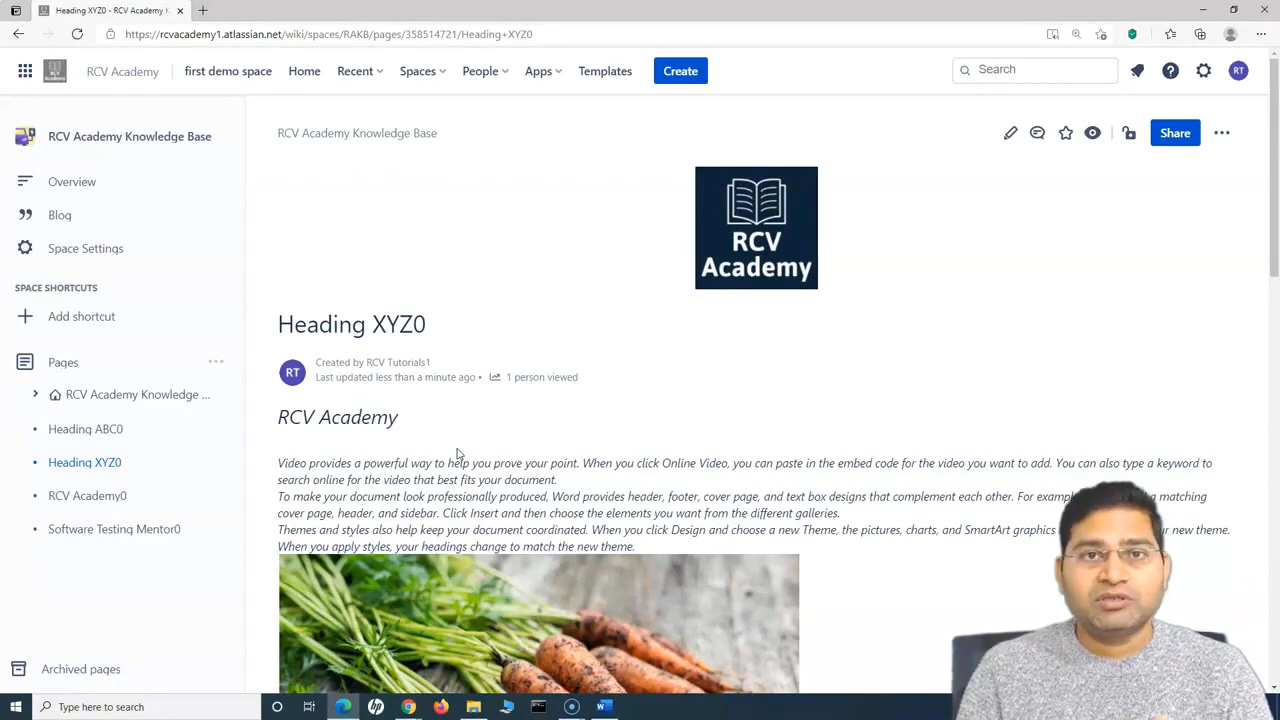 Heading XYZ0 - RCV Academy K
https://rcvacademy1.atlassian.net/wiki/spaces/RAKB/pages/358514721/Heading+XYZ0
RCV Academy
RCV Academy
first demo space
Home
Recent
Spaces
People
Apps
Templates
Create
Search
RT
RCV Academy Knowledge Base
Overview
Blog
Space Settings
SPACE SHORTCUTS
Add shortcut
Pages
RCV Academy Knowledge ...
Heading ABC0
Heading XYZ0
RCV Academy0
Software Testing Mentor0
Archived pages
RCV Academy Knowledge Base
Share
RCV
Academy
Heading XYZ0
RT
Created by RCV Tutorials1
Last updated less than a minute ago •
1 person viewed
RCV Academy
Video provides a powerful way to help you prove your point. When you click Online Video, you can paste in the embed code for the video you want to add. You can also type a keyword to
search online for the video that best fits your document.
To make your document look professionally produced, Word provides header, footer, cover page, and text box designs that complement each other. For a matching
cover page, header, and sidebar. Click Insert and then choose the elements you want from the different galleries.
Themes and styles also help keep your document coordinated. When you click Design and choose a new Theme, the pictures, charts, and SmartArt graphics new theme.
When you apply styles, your headings change to match the new theme.
Type here to search